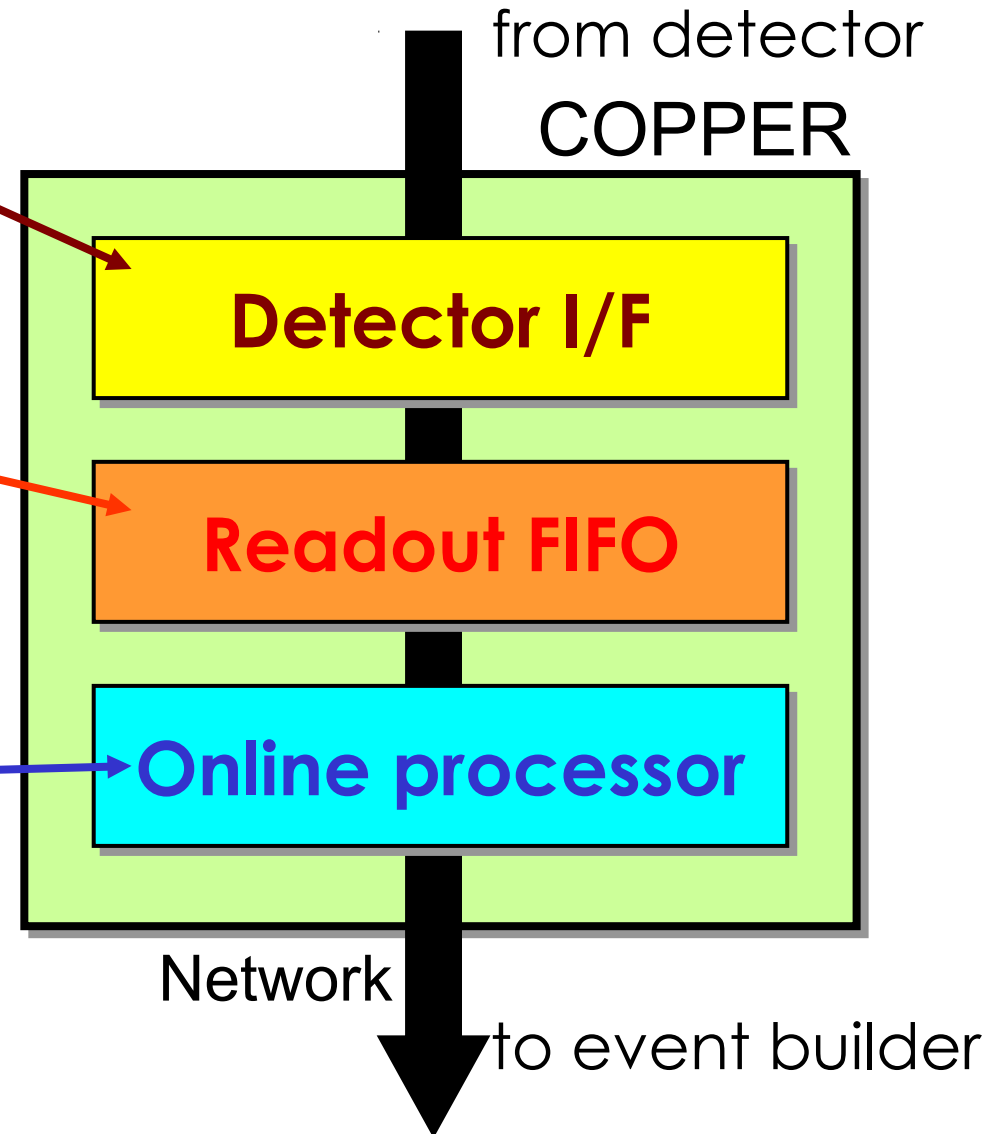 from detector
COPPER
Detector I/F
Readout FIFO
Online processor
Network
to event builder